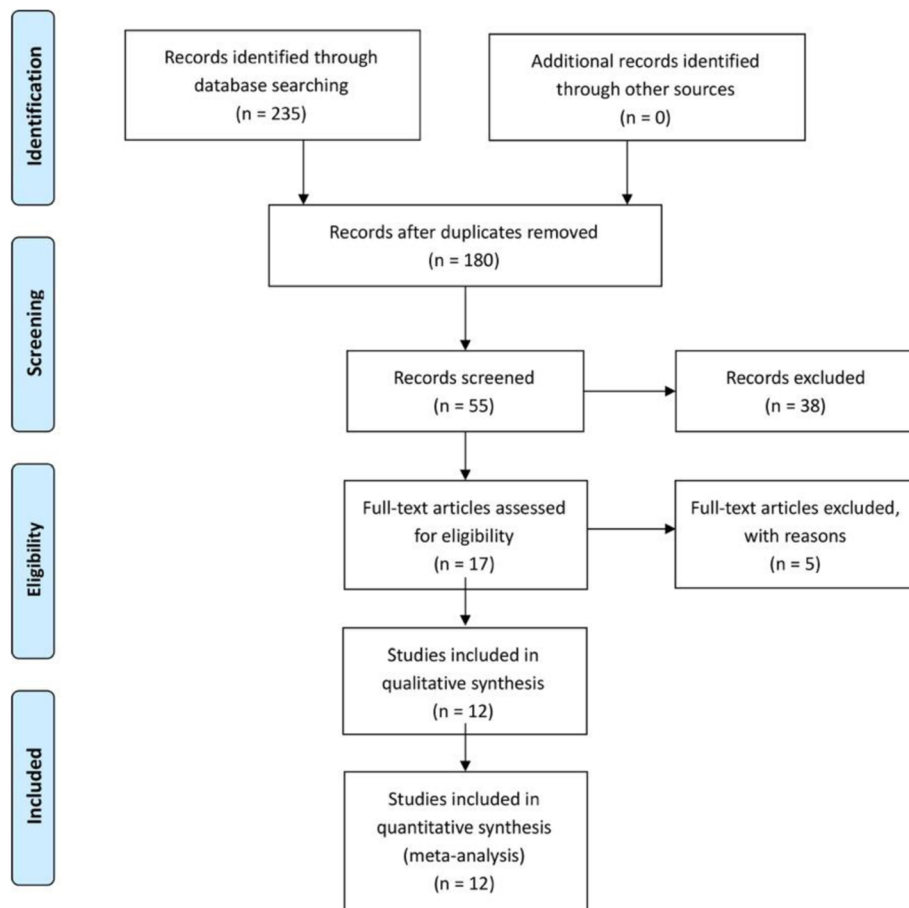 Identification
Records identified through
database searching
(n = 235)
Additional records identified
through other sources
(n = 0)
Records after duplicates removed
(n = 180)
Screening
Records screened
(n = 55)
Records excluded
(n = 38)
Eligibility
Full-text articles assessed
for eligibility
(n = 17)
Full-text articles excluded,
with reasons
(n = 5)
Studies included in
qualitative synthesis
(n = 12)
Included
Studies included in
quantitative synthesis
(meta-analysis)
(n = 12)